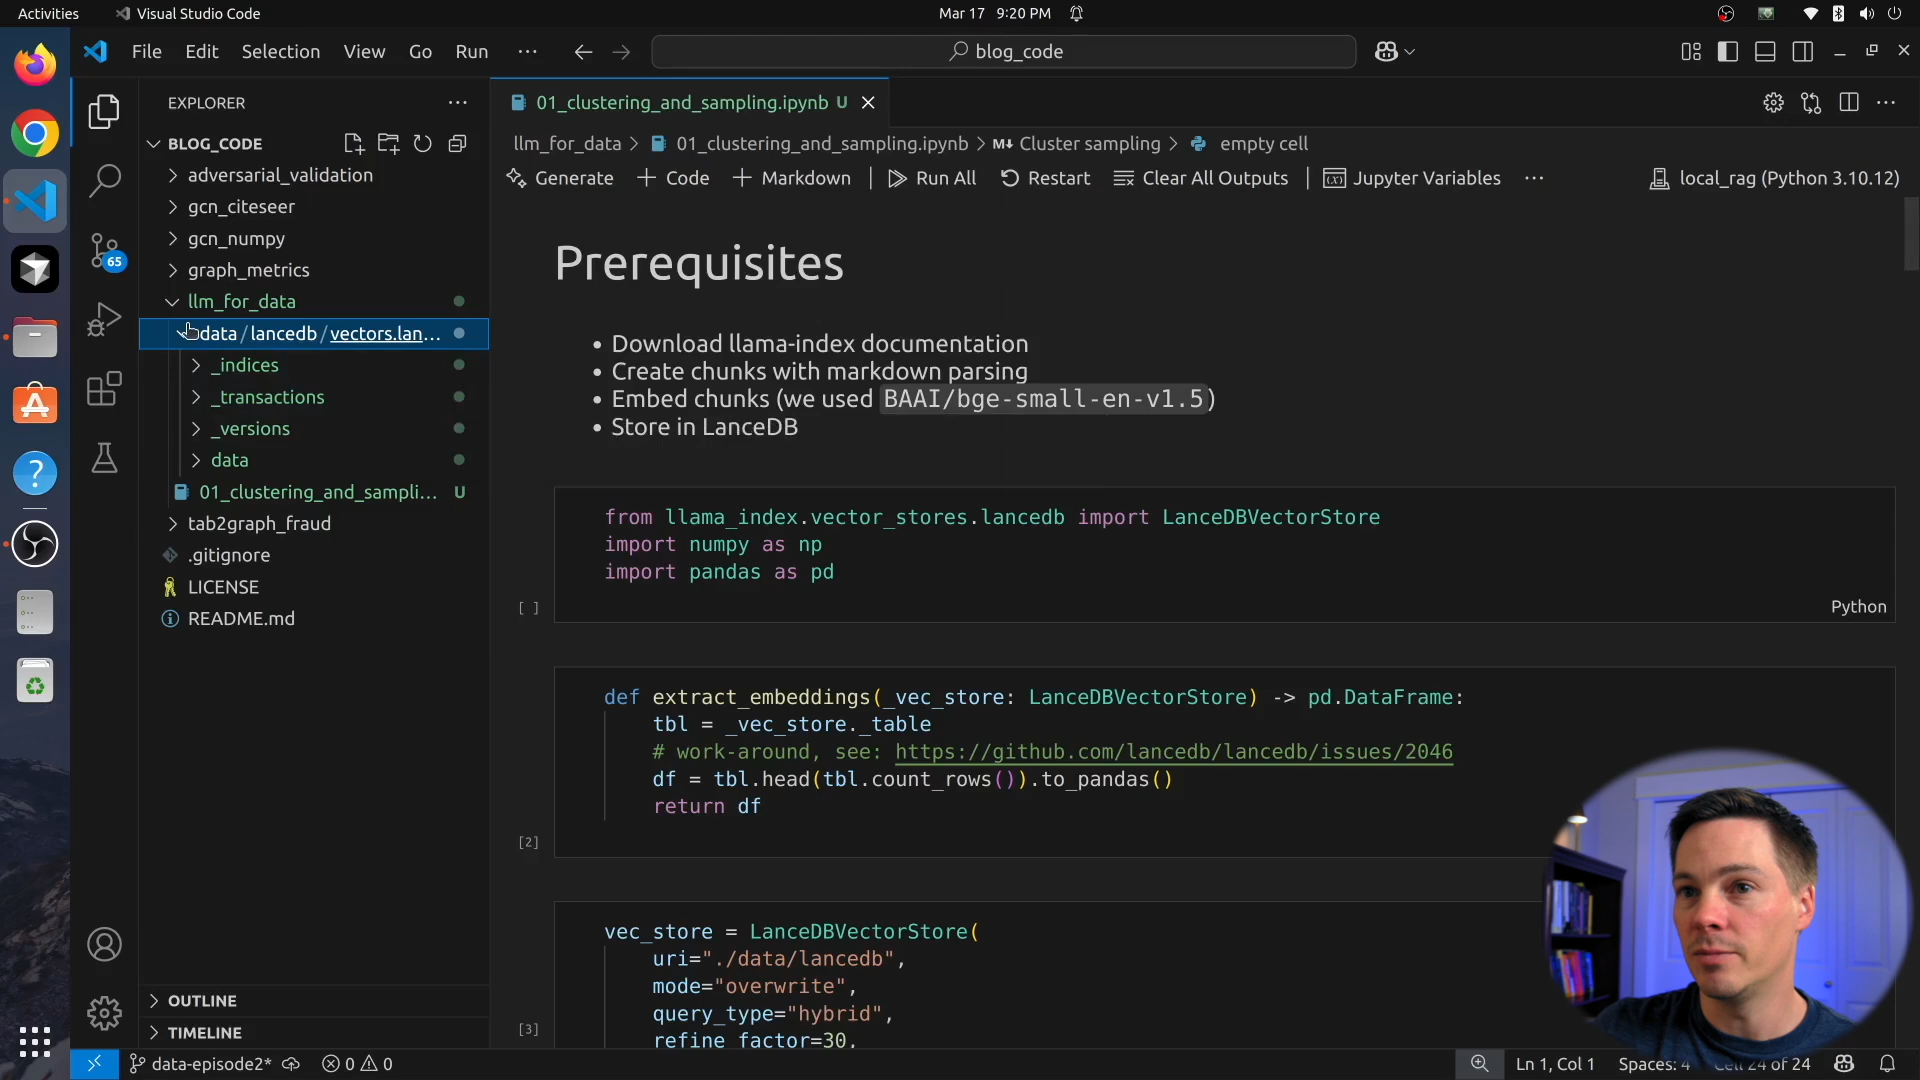 Activities
Visual Studio Code
Mar 17 9:20 PM
File Edit Selection View Go Run ···
blog_code
EXPLORER
BLOG_CODE
adversarial_validation
gcn_citeseer
gcn_numpy
graph_metrics
llm_for_data
data / lancedb / vectors.lan...
_indices
_transactions
_versions
data
01_clustering_and_sampli... U
tab2graph_fraud
.gitignore
LICENSE
README.md
OUTLINE
TIMELINE
65
01_clustering_and_sampling.ipynb U
llm_for_data > 01_clustering_and_sampling.ipynb > M↓ Cluster sampling > empty cell
Generate + Code + Markdown | Run All Restart Clear All Outputs | Jupyter Variables ··· local_rag (Python 3.10.12)
Prerequisites
• Download llama-index documentation
• Create chunks with markdown parsing
• Embed chunks (we used BAAI/bge-small-en-v1.5)
• Store in LanceDB
from llama_index.vector_stores.lancedb import LanceDBVectorStore
import numpy as np
import pandas as pd
[ ]
Python
def extract_embeddings(_vec_store: LanceDBVectorStore) -> pd.DataFrame:
tbl = _vec_store._table
# work-around, see: https://github.com/lancedb/lancedb/issues/2046
df = tbl.head(tbl.count_rows()).to_pandas()
return df
[2]
vec_store = LanceDBVectorStore(
uri="./data/lancedb",
mode="overwrite",
query_type="hybrid",
[3]
refine_factor=30,
data-episode2* 0 0
Ln 1, Col 1 Spaces: 4 Cell 24 of 24